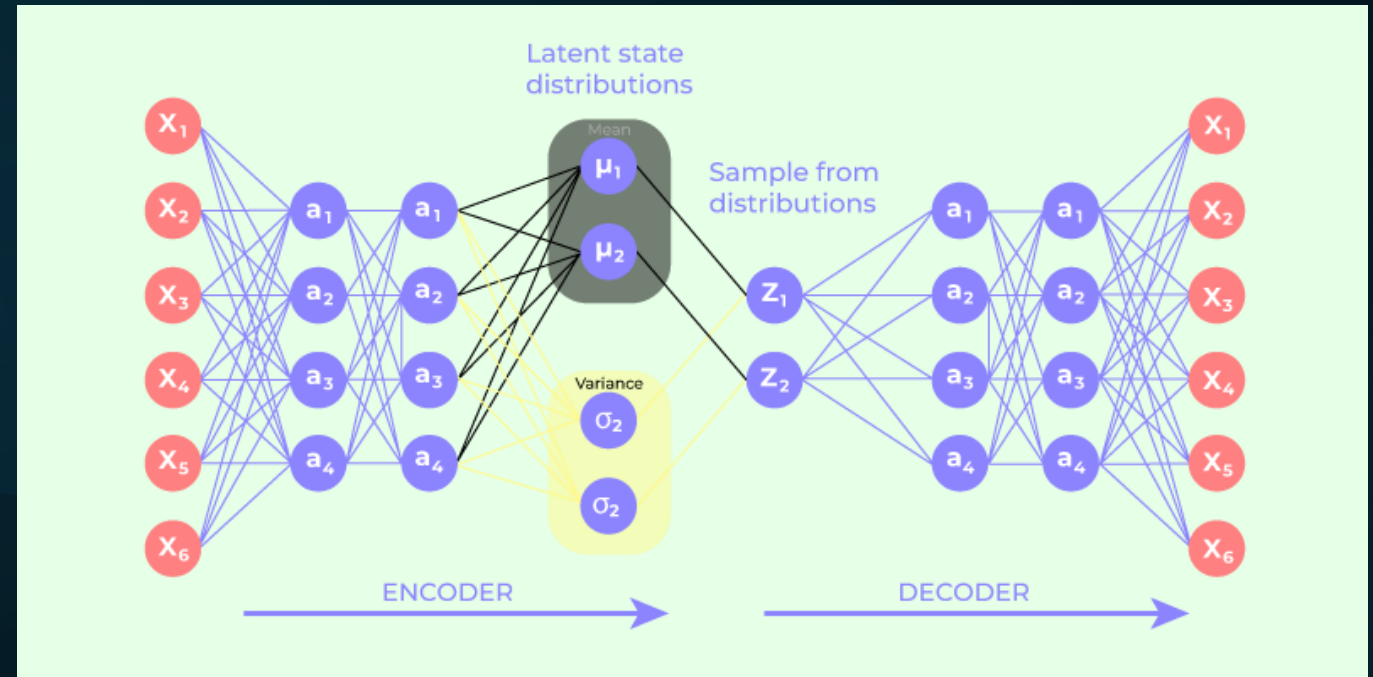 Latent state
distributions
Mean
X₁
μ₁
X₁
Sample from
distributions
X₂
a₁
a₁
μ₂
a₁
a₁
X₂
X₃
a₂
a₂
Z₁
a₂
a₂
X₃
X₄
a₃
a₃
Variance
σ₂
Z₂
a₃
a₃
X₄
X₅
a₄
a₄
σ₂
a₄
a₄
X₅
X₆
X₆
ENCODER
DECODER